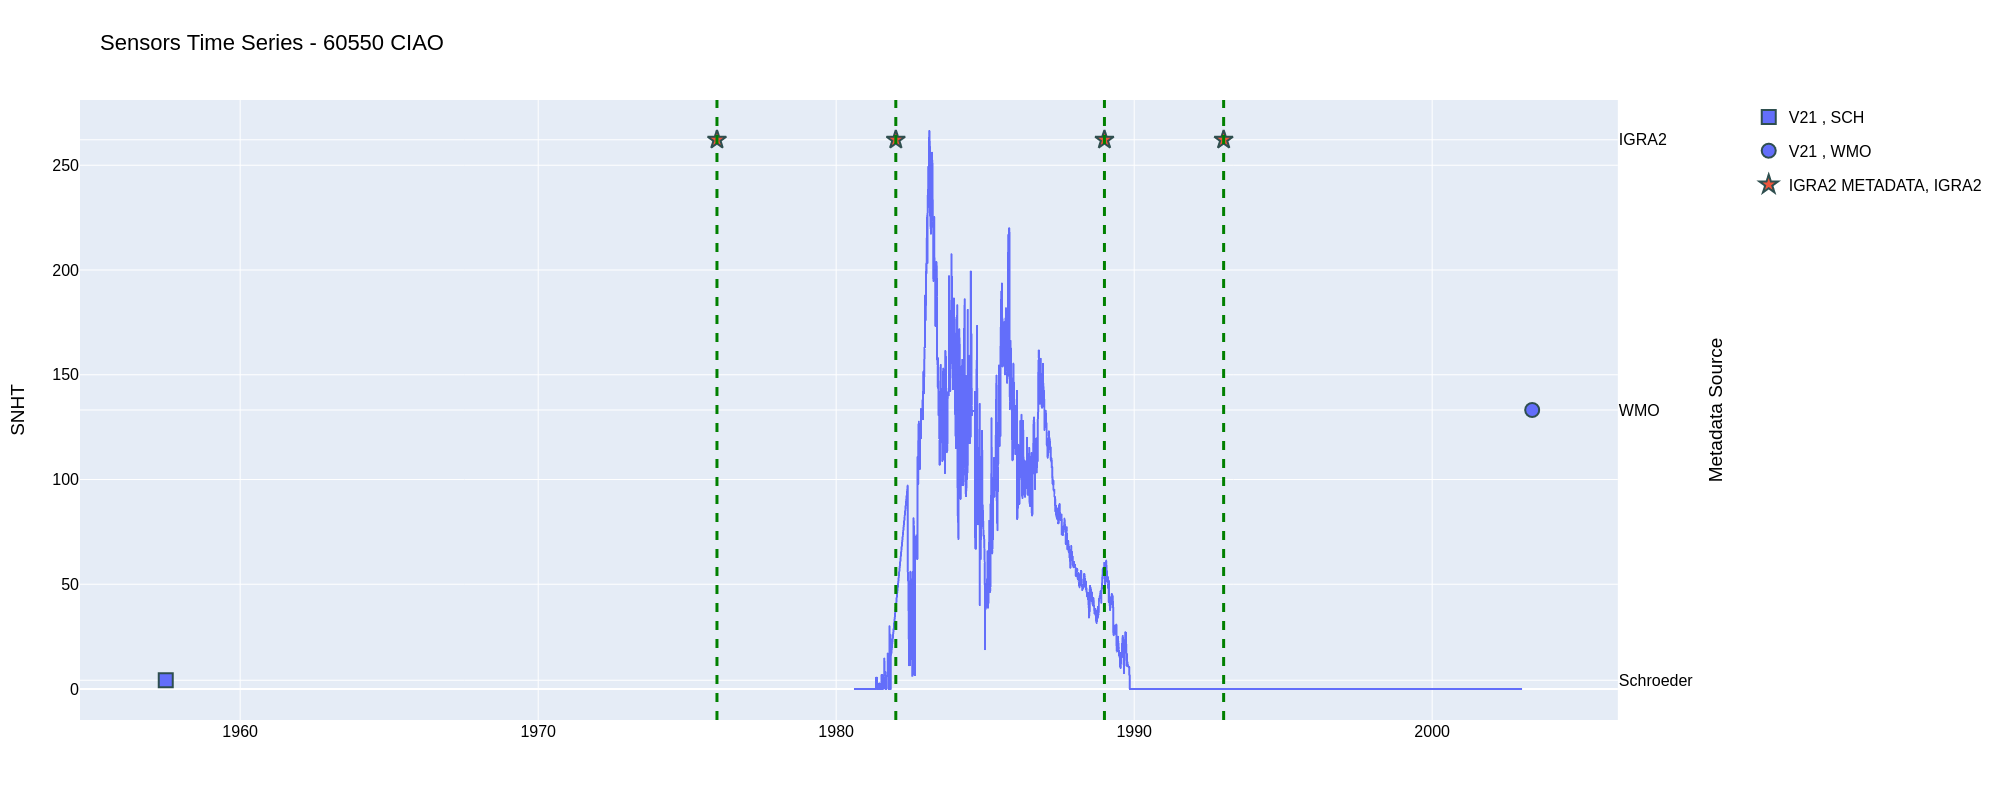 Sensors Time Series - 60550 CIAO
V21 , SCH
V21 , WMO
IGRA2 METADATA, IGRA2
SNHT
250
200
150
100
50
0
1960
1970
1980
1990
2000
IGRA2
WMO
Schroeder
Metadata Source